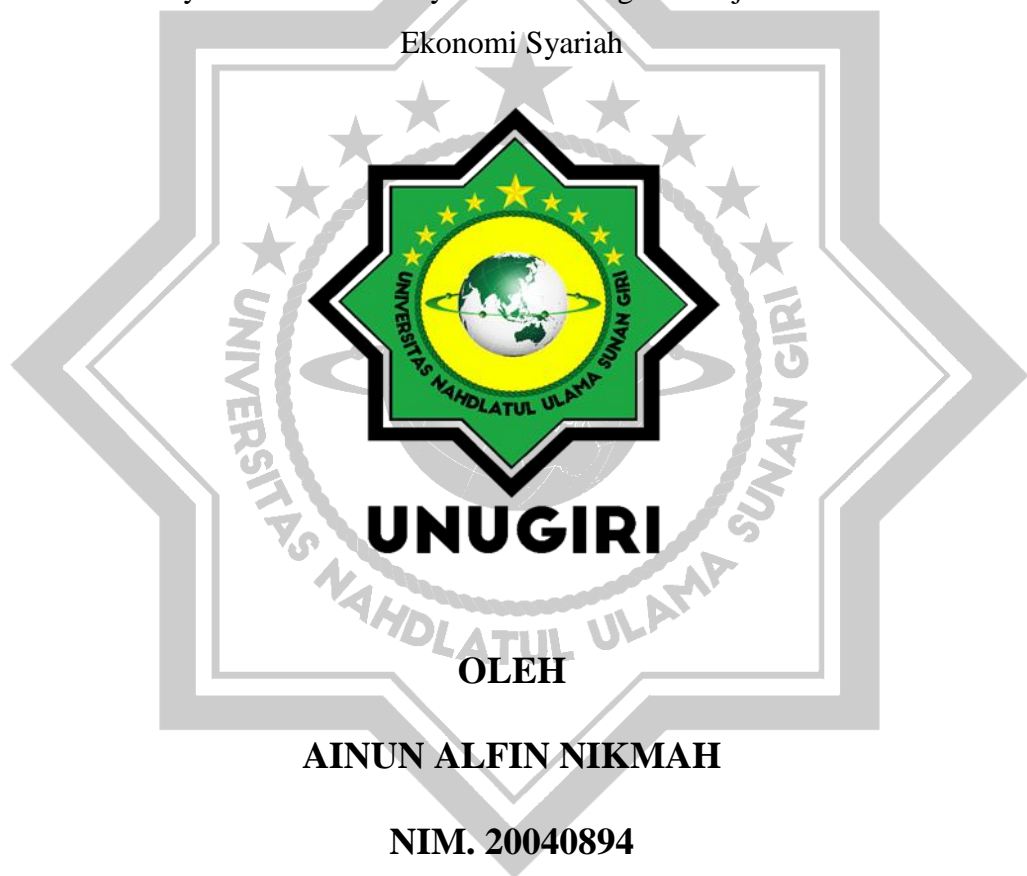 Ekonomi Syariah
UNIVERSITAS NAHDLATUL ULAMA SUNAN GIRI
UNIVERSITAS NAHDLATUL ULAMA SUNAN GIRI
UNUGIRI
OLEH
AINUN ALFIN NIKMAH
NIM. 20040894